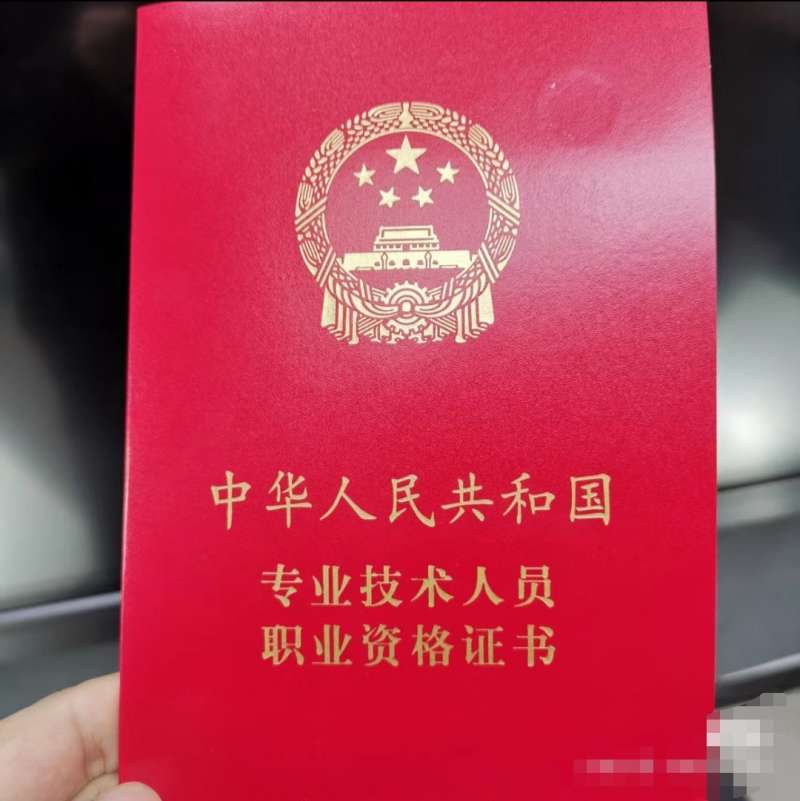 中华人民共和国
专业技术人员
职业资格证书